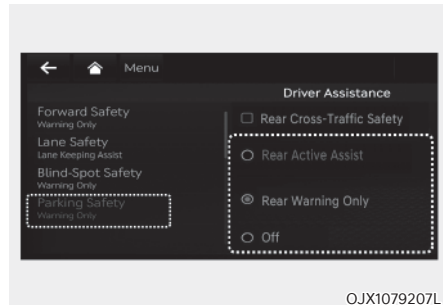 Menu
Driver Assistance
Forward Safety
Warning Only
Lane Safety
Lane Keeping Assist
Blind-Spot Safety
Warning Only
Parking Safety
Warning Only
Rear Cross-Traffic Safety
Rear Active Assist
Rear Warning Only
Off
OJX1079207L